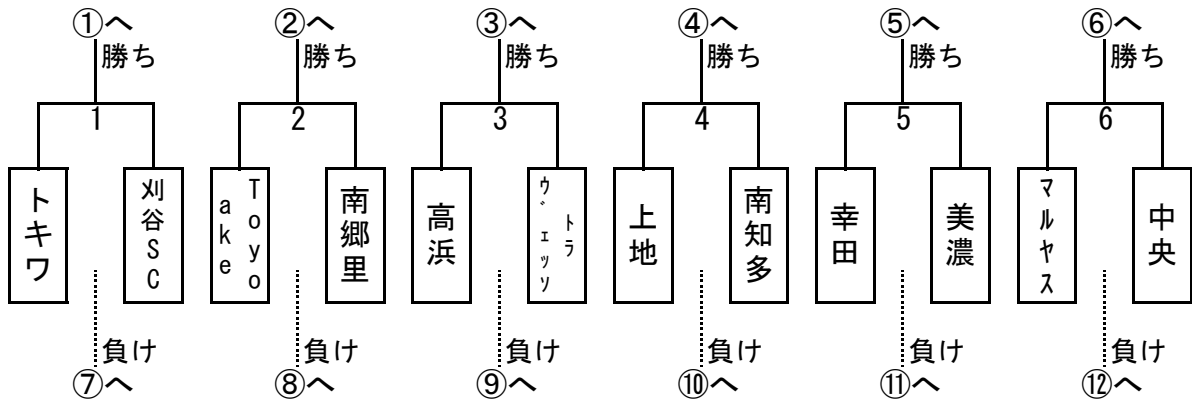 ①へ ②へ ③へ ④へ ⑤へ ⑥へ
勝ち 勝ち 勝ち 勝ち 勝ち 勝ち
1 2 3 4 5 6
トキワ
刈谷SC
Toyo
ake
南郷里
高浜
トラ
ヴェッソ
上地
南知多
幸田
美濃
マルヤス
中央
負け 負け 負け 負け 負け 負け
⑦へ ⑧へ ⑨へ ⑩へ ⑪へ ⑫へ